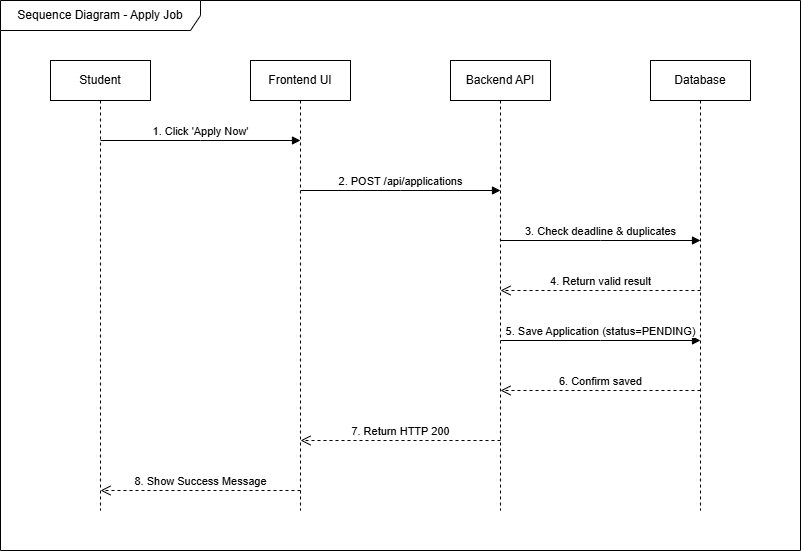 Sequence Diagram - Apply Job
Student
Frontend UI
Backend API
Database
1. Click 'Apply Now'
2. POST /api/applications
3. Check deadline & duplicates
4. Return valid result
5. Save Application (status=PENDING)
6. Confirm saved
7. Return HTTP 200
8. Show Success Message